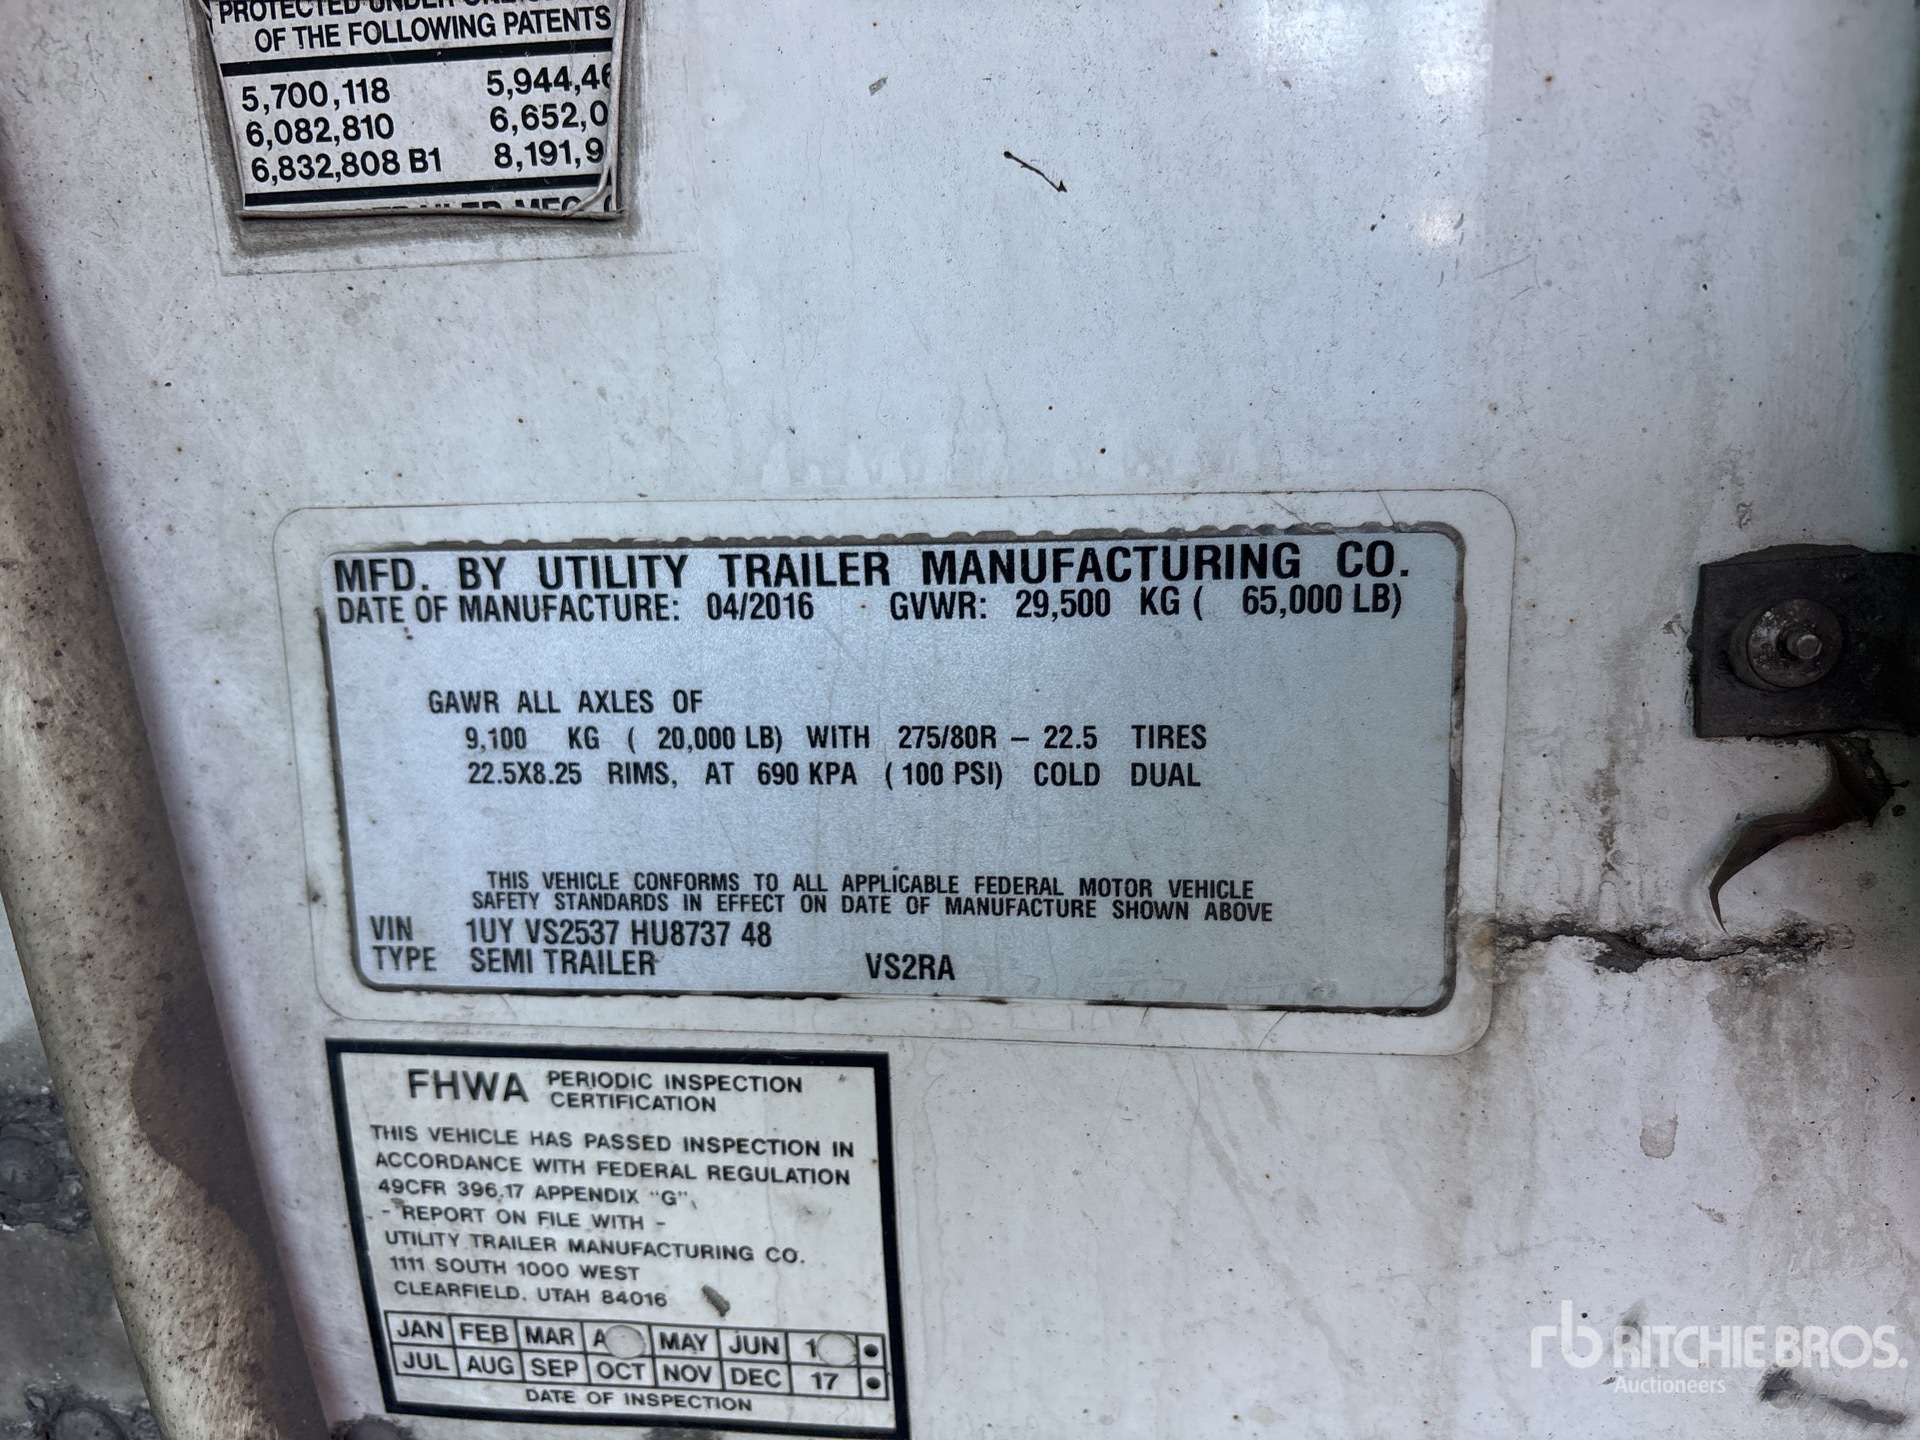 PROTECTED UNDER ONE
OF THE FOLLOWING PATENTS
5,700,118 5,944,46
6,082,810 6,652,0
6,832,808 B1 8,191,9
TRAILER MFG. C
MFD. BY UTILITY TRAILER MANUFACTURING CO.
DATE OF MANUFACTURE: 04/2016 GVWR: 29,500 KG ( 65,000 LB)
GAWR ALL AXLES OF
9,100 KG ( 20,000 LB) WITH 275/80R – 22.5 TIRES
22.5X8.25 RIMS, AT 690 KPA ( 100 PSI) COLD DUAL
THIS VEHICLE CONFORMS TO ALL APPLICABLE FEDERAL MOTOR VEHICLE
SAFETY STANDARDS IN EFFECT ON DATE OF MANUFACTURE SHOWN ABOVE
VIN 1UY VS2537 HU8737 48
TYPE SEMI TRAILER VS2RA
FHWA PERIODIC INSPECTION
CERTIFICATION
THIS VEHICLE HAS PASSED INSPECTION IN
ACCORDANCE WITH FEDERAL REGULATION
49CFR 396.17 APPENDIX "G".
- REPORT ON FILE WITH -
UTILITY TRAILER MANUFACTURING CO.
1111 SOUTH 1000 WEST
CLEARFIELD, UTAH 84016
JAN FEB MAR A MAY JUN 1
JUL AUG SEP OCT NOV DEC 17
DATE OF INSPECTION
rb RITCHIE BROS.
Auctioneers